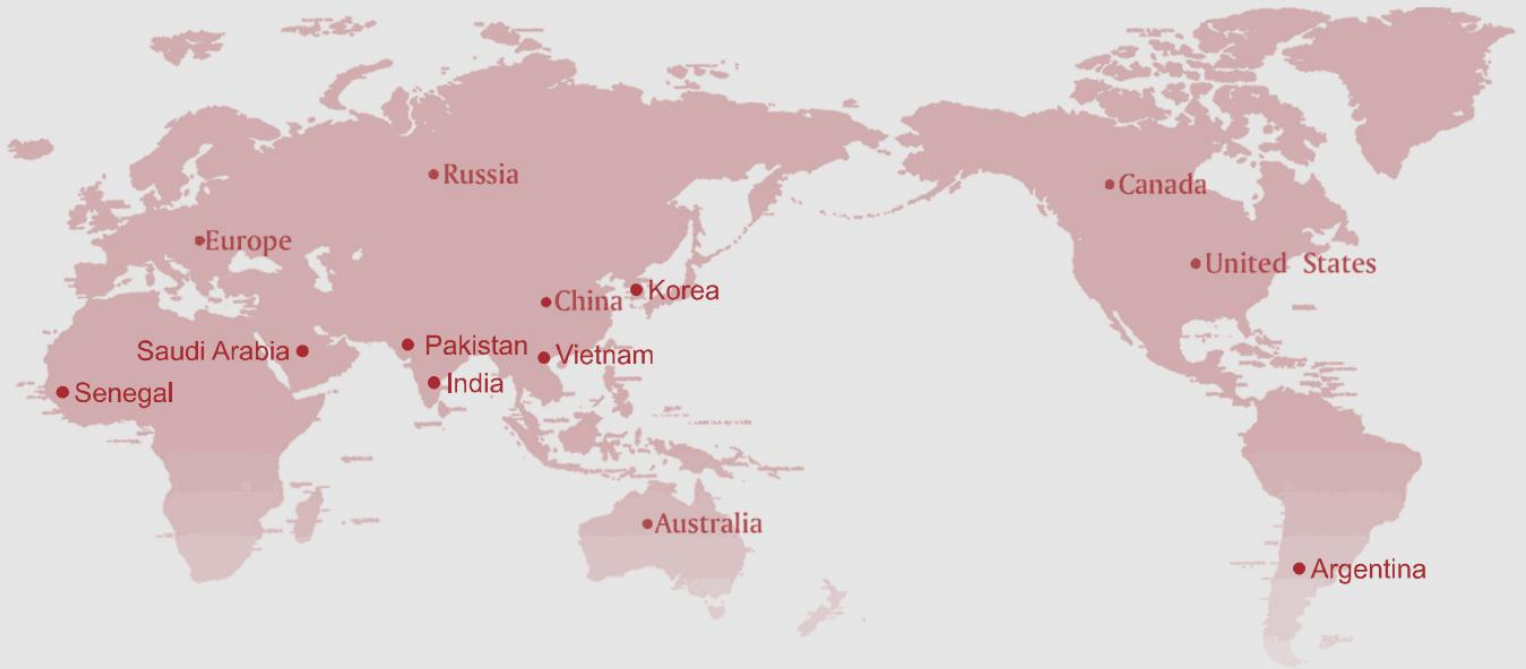 Russia
Canada
Europe
United States
Korea
China
Pakistan
Saudi Arabia
Vietnam
India
Senegal
Australia
Argentina